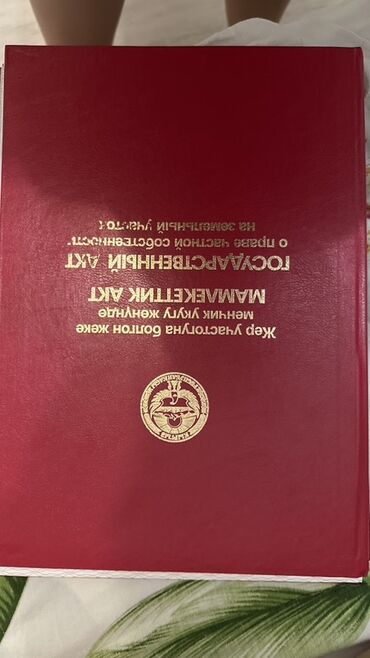 Жер участогуна болгон жеке
менчик укугу жөнүндө
МАМЛЕКЕТТИК АКТ
ГОСУДАРСТВЕННЫЙ АКТ
о праве частной собственности
на земельный участок